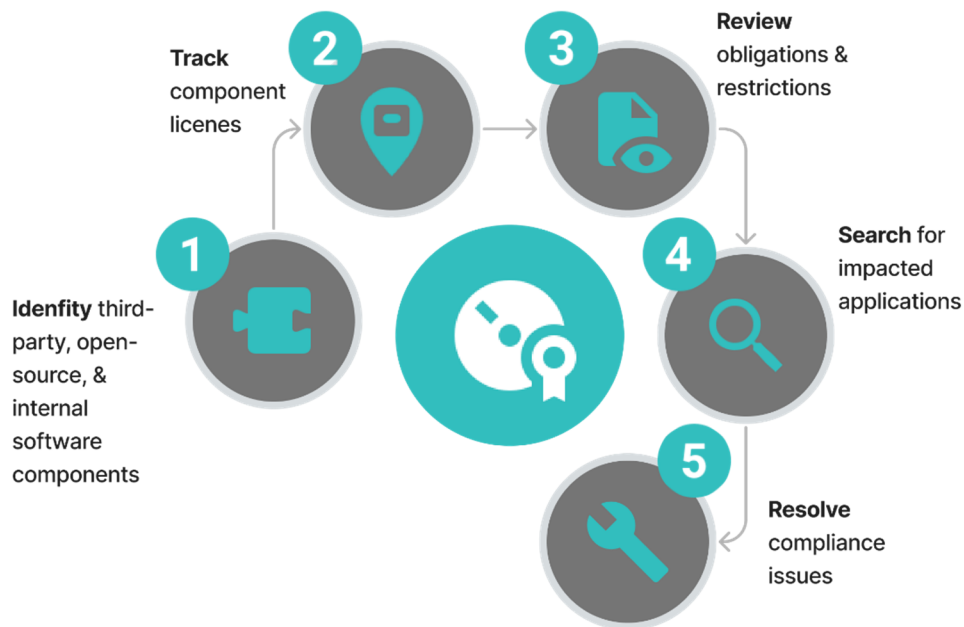 1
Idenfity third-
party, open-
source, &
internal
software
components
2
Track
component
licenes
3
Review
obligations &
restrictions
4
Search for
impacted
applications
5
Resolve
compliance
issues